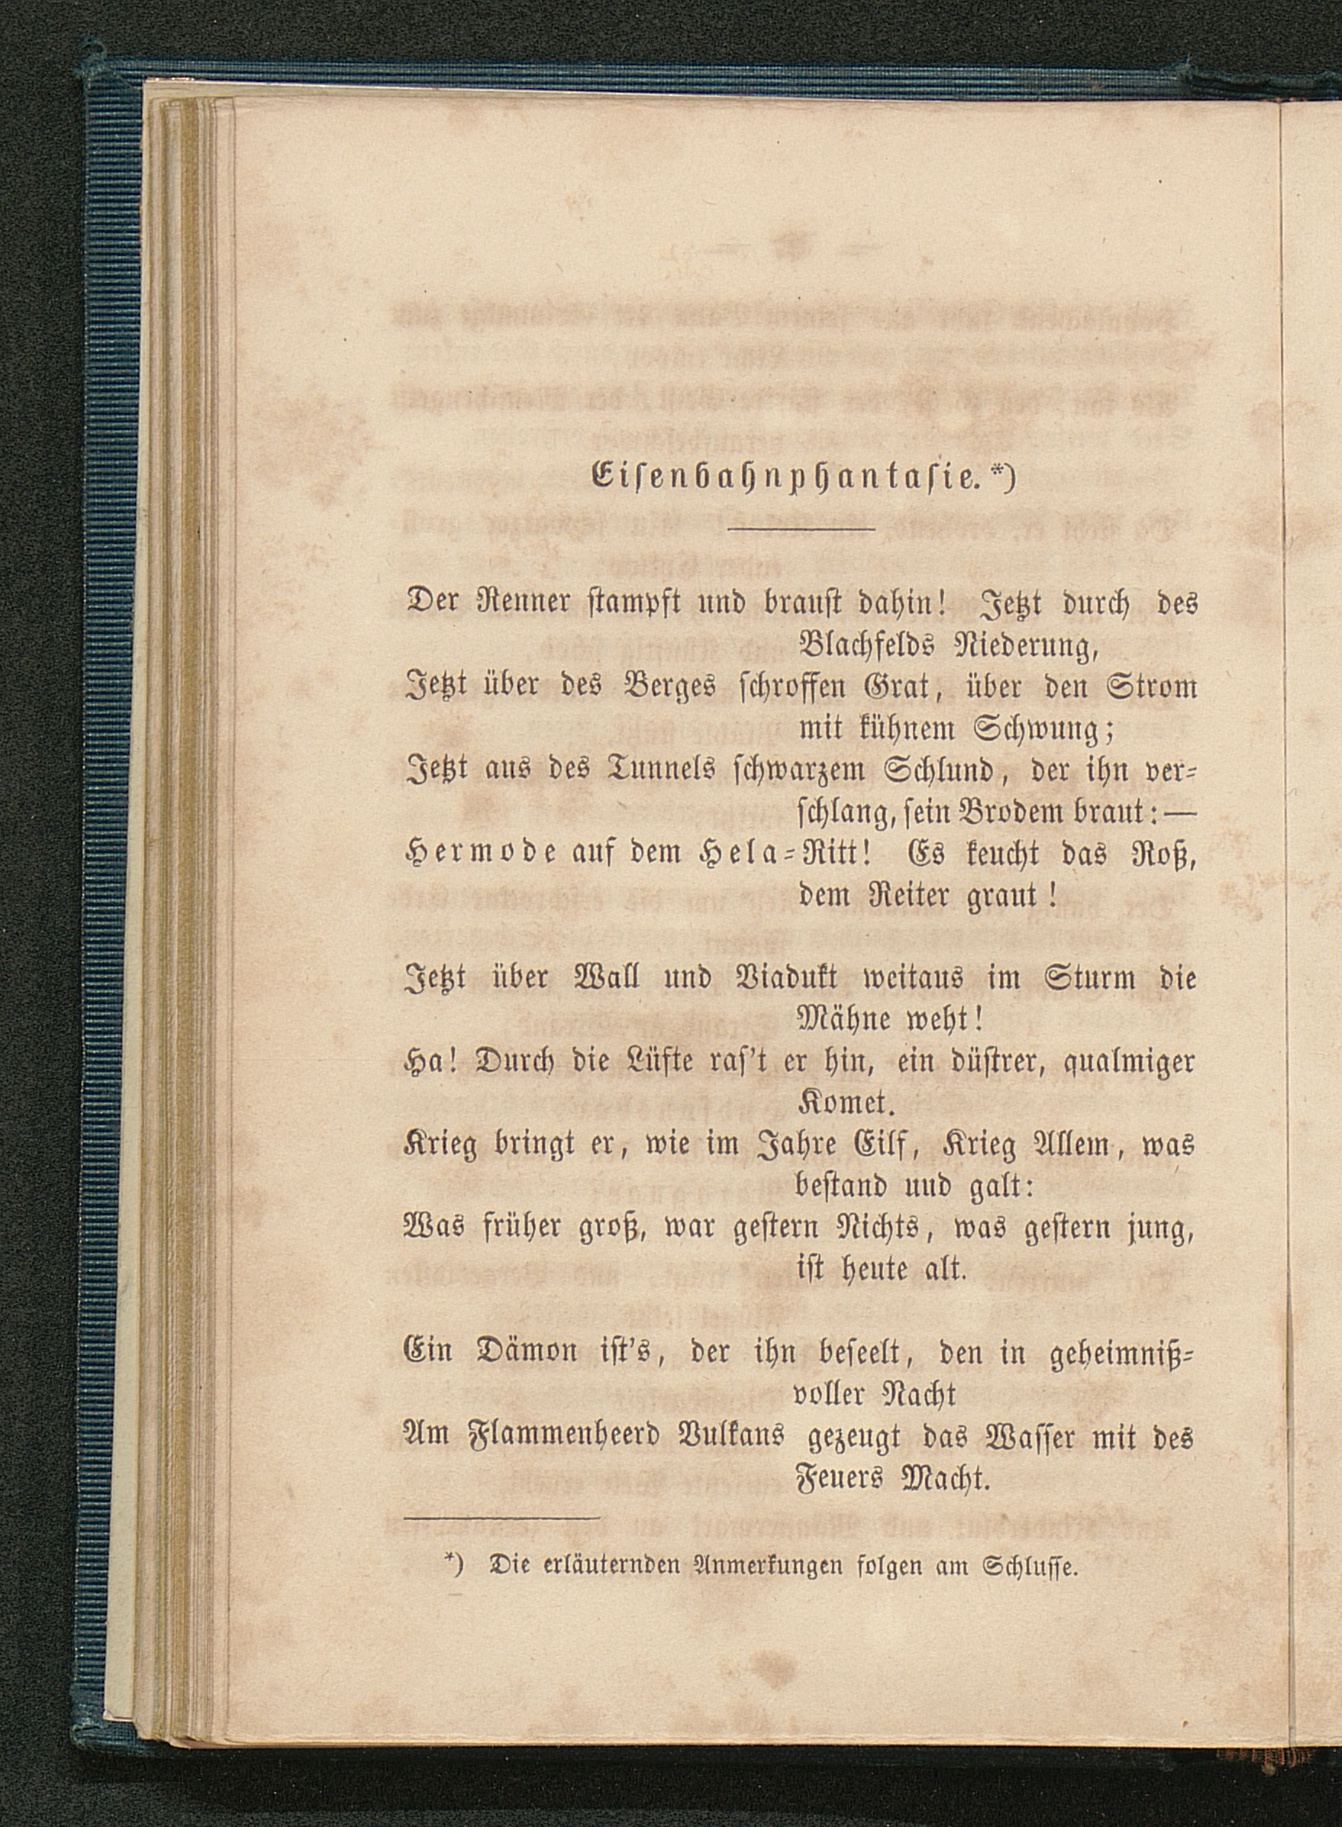 Eisenbahnphantasie.*)
Der Renner stampft und braust dahin! Jetzt durch des
Blachfelds Niederung,
Jetzt über des Berges schroffen Grat, über den Strom
mit kühnem Schwung;
Jetzt aus des Tunnels schwarzem Schlund, der ihn ver-
schlang, sein Brodem braut: —
Hermode auf dem Hela-Ritt! Es keucht das Roß,
dem Reiter graut!
Jetzt über Wall und Viadukt weitaus im Sturm die
Mähne weht!
Ha! Durch die Lüfte ras't er hin, ein düstrer, qualmiger
Komet.
Krieg bringt er, wie im Jahre Eilf, Krieg Allem, was
bestand und galt:
Was früher groß, war gestern Nichts, was gestern jung,
ist heute alt.
Ein Dämon ist's, der ihn beseelt, den in geheimniß-
voller Nacht
Am Flammenheerd Vulkans gezeugt das Wasser mit des
Feuers Macht.
*) Die erläuternden Anmerkungen folgen am Schlusse.